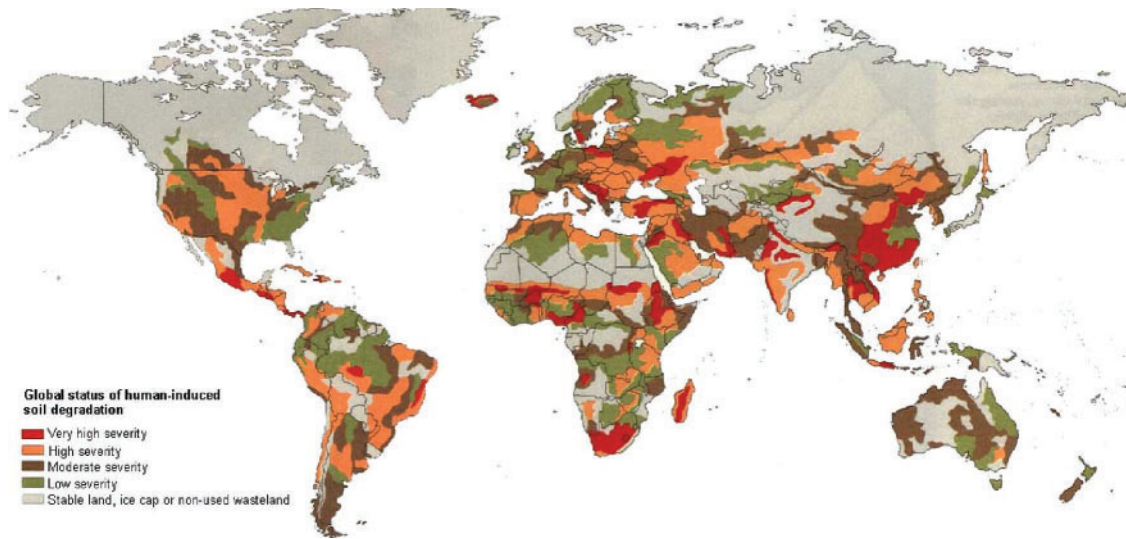 Global status of human-induced
soil degradation
Very high severity
High severity
Moderate severity
Low severity
Stable land, ice cap or non-used wasteland